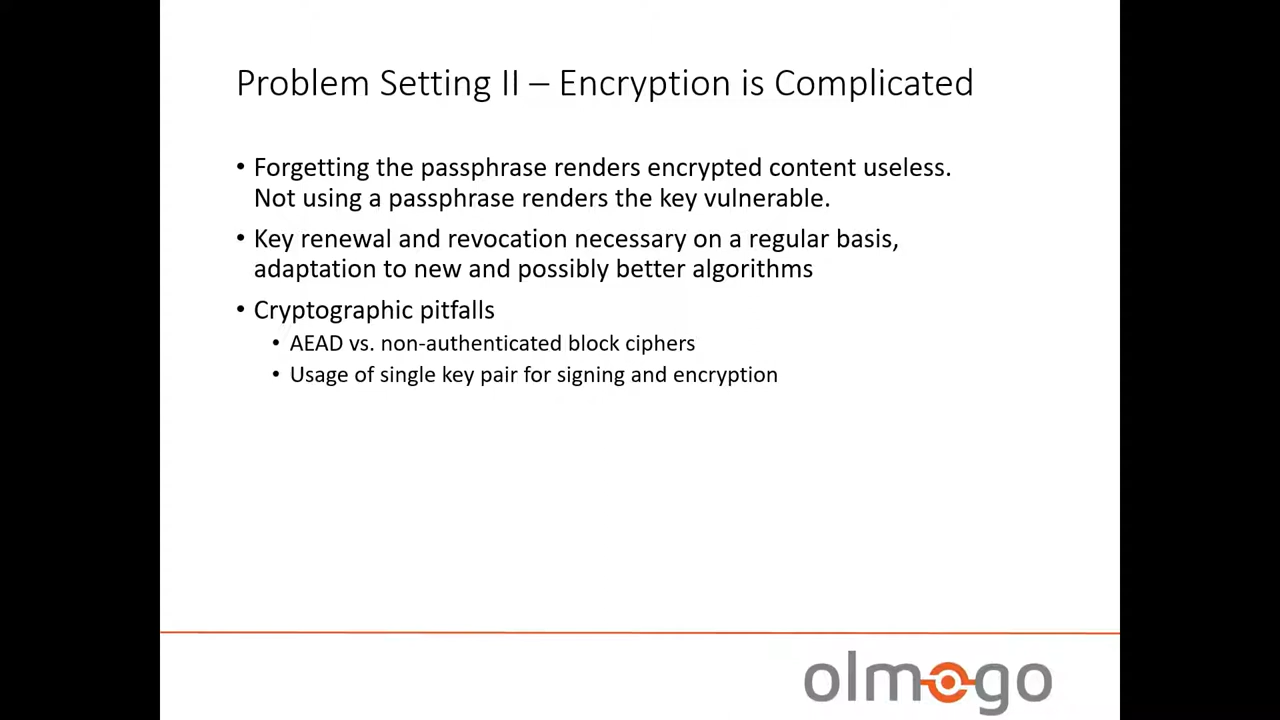 Problem Setting II – Encryption is Complicated
• Forgetting the passphrase renders encrypted content useless.
Not using a passphrase renders the key vulnerable.
• Key renewal and revocation necessary on a regular basis,
adaptation to new and possibly better algorithms
• Cryptographic pitfalls
• AEAD vs. non-authenticated block ciphers
• Usage of single key pair for signing and encryption
olmogo